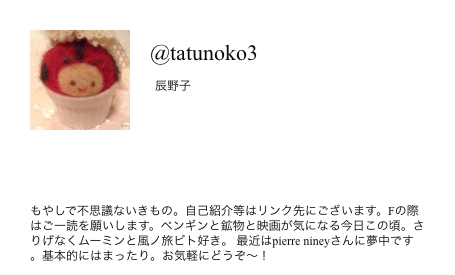 @tatunoko3
辰野子
もやしで不思議ないきもの。自己紹介等はリンク先にございます。Fの際
はご一読を願いします。ペンギンと鉱物と映画が気になる今日この頃。さ
りげなくムーミンと風ノ旅ビト好き。 最近はpierre nineyさんに夢中です
。基本的にはまったり。お気軽にどうぞ〜！